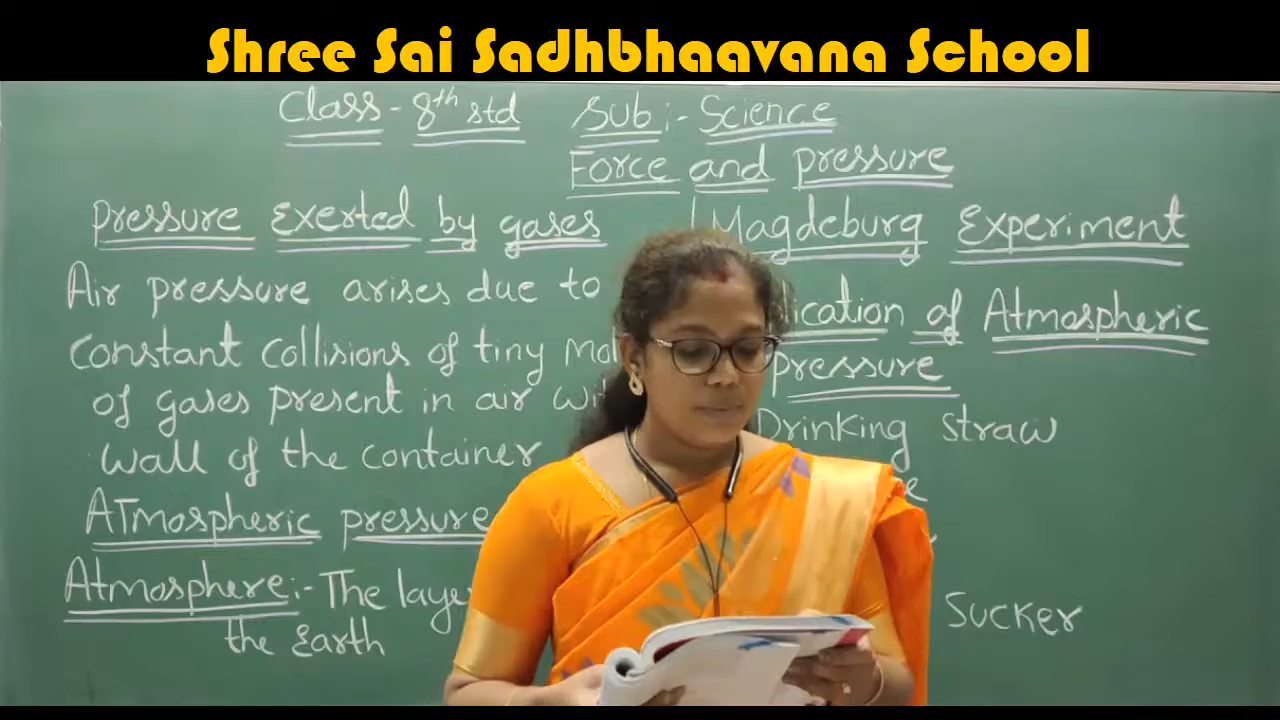 Shree Sai Sadhbhaavana School
Class - 8th std Sub:- Science
Force and pressure
pressure Exerted by gases
Air pressure arises due to
constant collisions of tiny
of gases present in air
wall of the container
Atmospheric pressure
Atmosphere:- The
the Earth
Magdeburg Experiment
of Atmospheric
pressure
Drinking straw
Sucker